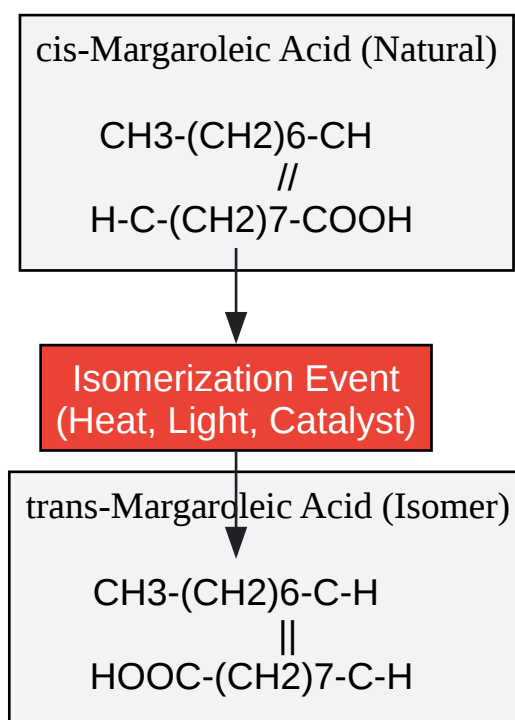 cis-Margaroleic Acid (Natural)
CH3-(CH2)6-CH
//
H-C-(CH2)7-COOH
Isomerization Event
(Heat, Light, Catalyst)
trans-Margaroleic Acid (Isomer)
CH3-(CH2)6-C-H
||
HOOC-(CH2)7-C-H